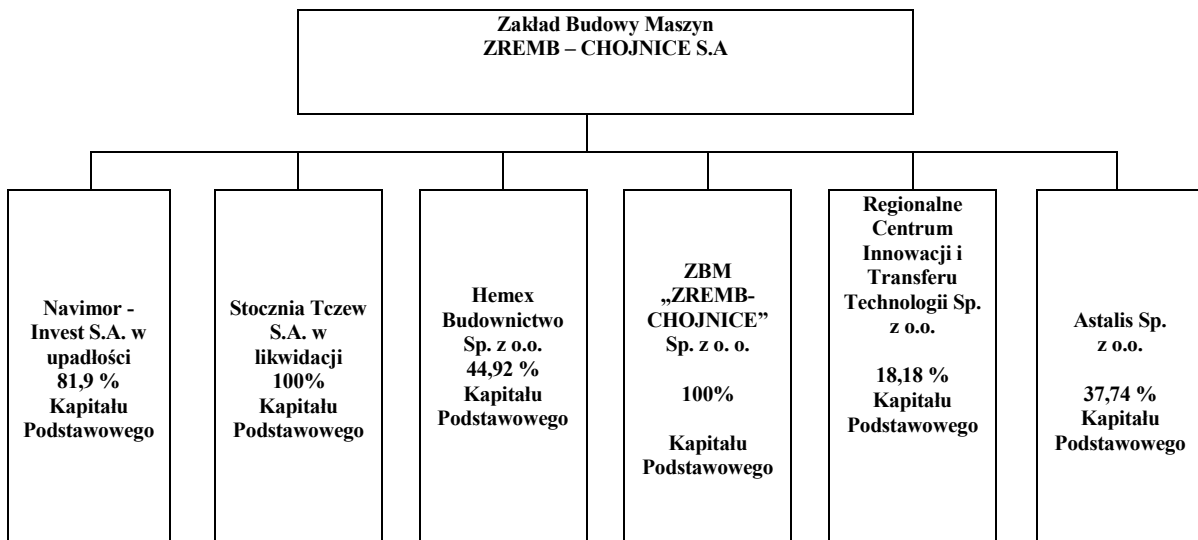 Zakład Budowy Maszyn
ZREMB – CHOJNICE S.A
Navimor -
Invest S.A. w
upadłości
81,9 %
Kapitału
Podstawowego
Stocznia Tczew
S.A. w
likwidacji
100%
Kapitału
Podstawowego
Hemex
Budownictwo
Sp. z o.o.
44,92 %
Kapitału
Podstawowego
ZBM
„ZREMB-
CHOJNICE”
Sp. z o. o.
100%
Kapitału
Podstawowego
Regionalne
Centrum
Innowacji i
Transferu
Technologii Sp.
z o.o.
18,18 %
Kapitału
Podstawowego
Astalis Sp.
z o.o.
37,74 %
Kapitału
Podstawowego